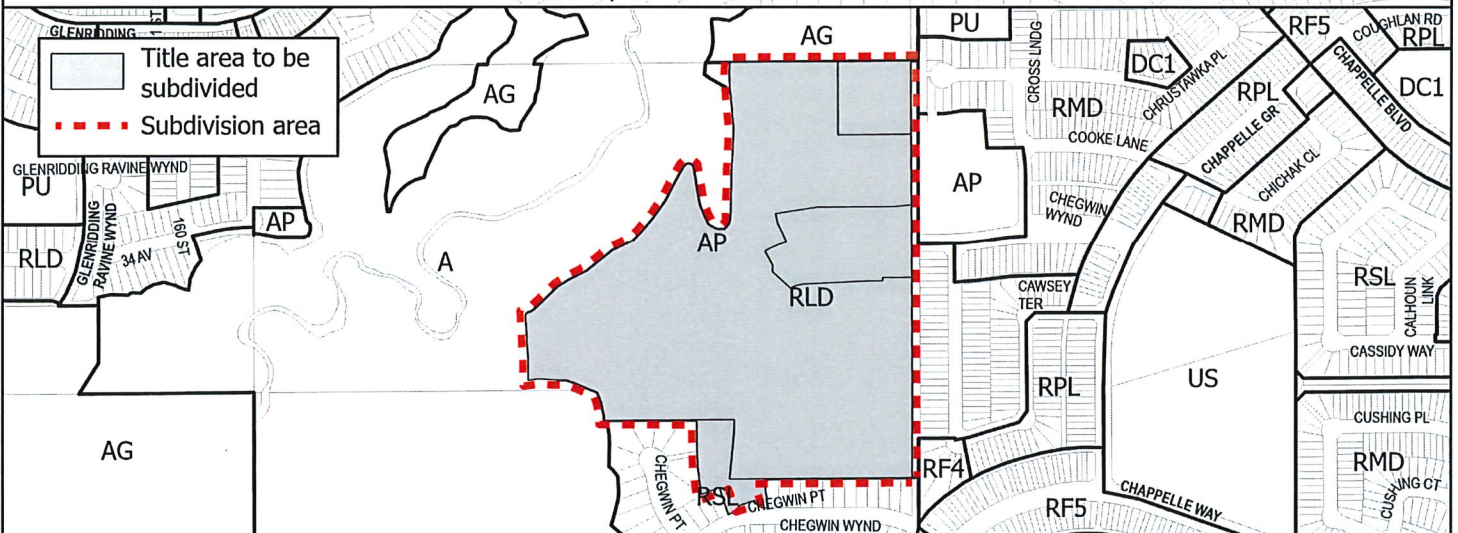 GLENRIDDING
1ST
Title area to be
subdivided
Subdivision area
AG
AG
PU
CROSS LNDG
DC1
CHRUSTAWKA PL
RF5
COUGHLAN RD
RPL
DC1
CHAPPELLE BLVD
RPL
RMD
COOKE LANE
CHAPPELLE GR
CHICHAK CL
GLENRIDDING RAVINE WYND
PU
GLENRIDDING
RAVINE WYND
160 ST
34 AV
AP
RLD
A
AP
AP
CHEGWIN
WYND
RMD
RSL
CALHOUN
LINK
RLD
CAWSEY
TER
CASSIDY WAY
RPL
US
CUSHING PL
AG
RF4
RMD
CUSHING CT
CHEGWIN PT
RSL
CHEGWIN PT
CHEGWIN WYND
RF5
CHAPPELLE WAY